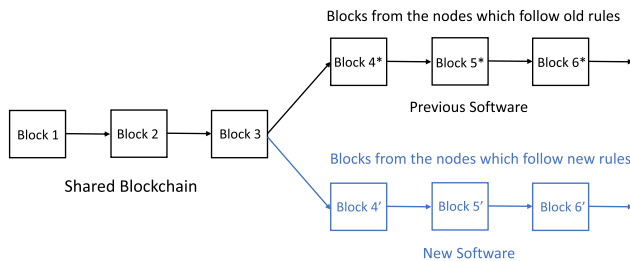 Blocks from the nodes which follow old rules
Block 4*
Block 5*
Block 6*
Previous Software
Block 1
Block 2
Block 3
Shared Blockchain
Blocks from the nodes which follow new rules
Block 4′
Block 5′
Block 6′
New Software